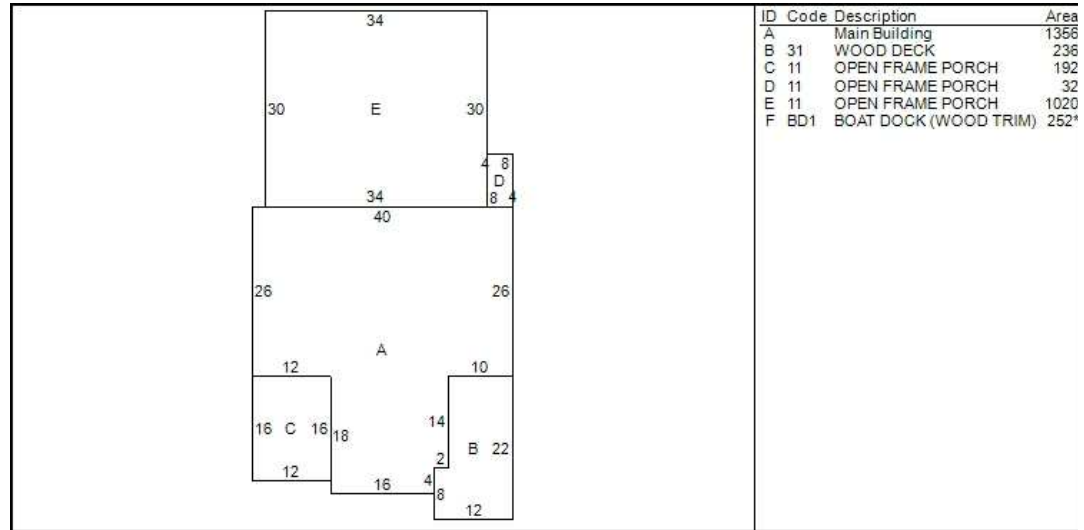 34
30 E 30
4 8
D
34 8 4
40
26 26
A
12 10
14
16 C 16 18
B 22
2
12
16 4
8
12
ID Code Description Area
A Main Building 1356
B 31 WOOD DECK 236
C 11 OPEN FRAME PORCH 192
D 11 OPEN FRAME PORCH 32
E 11 OPEN FRAME PORCH 1020
F BD1 BOAT DOCK (WOOD TRIM) 252*